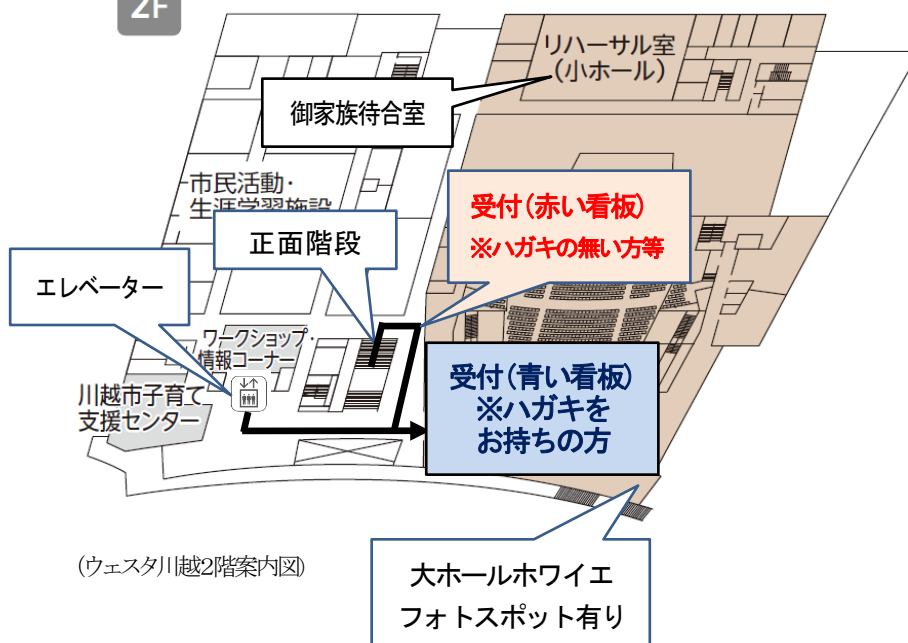 2F
リハーサル室
（小ホール）
御家族待合室
市民活動・
生涯学習施設
受付（赤い看板）
※ハガキの無い方等
正面階段
エレベーター
ワークショップ・
情報コーナー
受付（青い看板）
※ハガキを
お持ちの方
川越市子育て
支援センター
（ウェスタ川越2階案内図）
大ホールホワイエ
フォトスポット有り